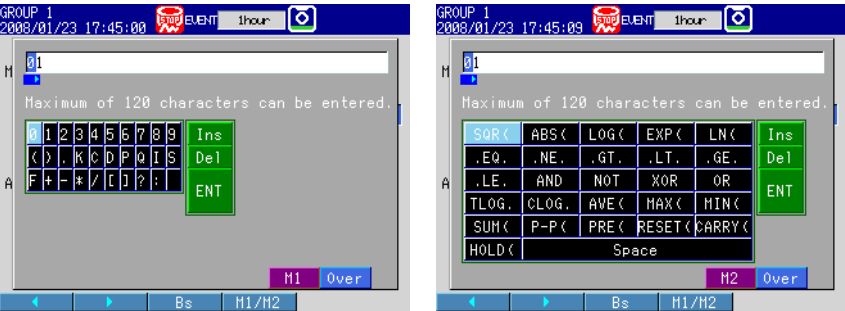 GROUP 1
2008/01/23 17:45:00 STOP EVENT 1hour
M
01
Maximum of 120 characters can be entered.
0 1 2 3 4 5 6 7 8 9 Ins
( ) . K C D P Q I S Del
A
F + - * / [ ] ? : ENT
M1 Over
Bs M1/M2
GROUP 1
2008/01/23 17:45:09 STOP EVENT 1hour
M
01
Maximum of 120 characters can be entered.
SQR( ABS( LOG( EXP( LN( Ins
.EQ. .NE. .GT. .LT. .GE. Del
A
.LE. AND NOT XOR OR ENT
TLOG. CLOG. AVE( MAX( MIN(
SUM( P-P( PRE( RESET( CARRY(
HOLD( Space
M2 Over
Bs M1/M2